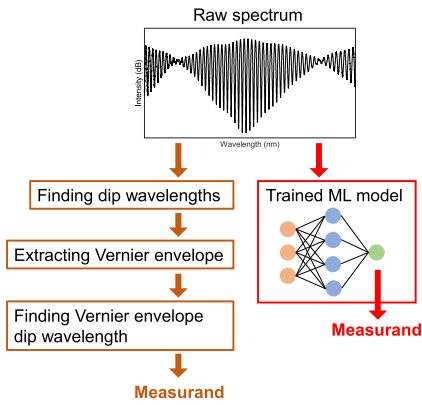 Raw spectrum
Intensity (dB)
Wavelength (nm)
Finding dip wavelengths
Extracting Vernier envelope
Finding Vernier envelope
dip wavelength
Measurand
Trained ML model
Measurand